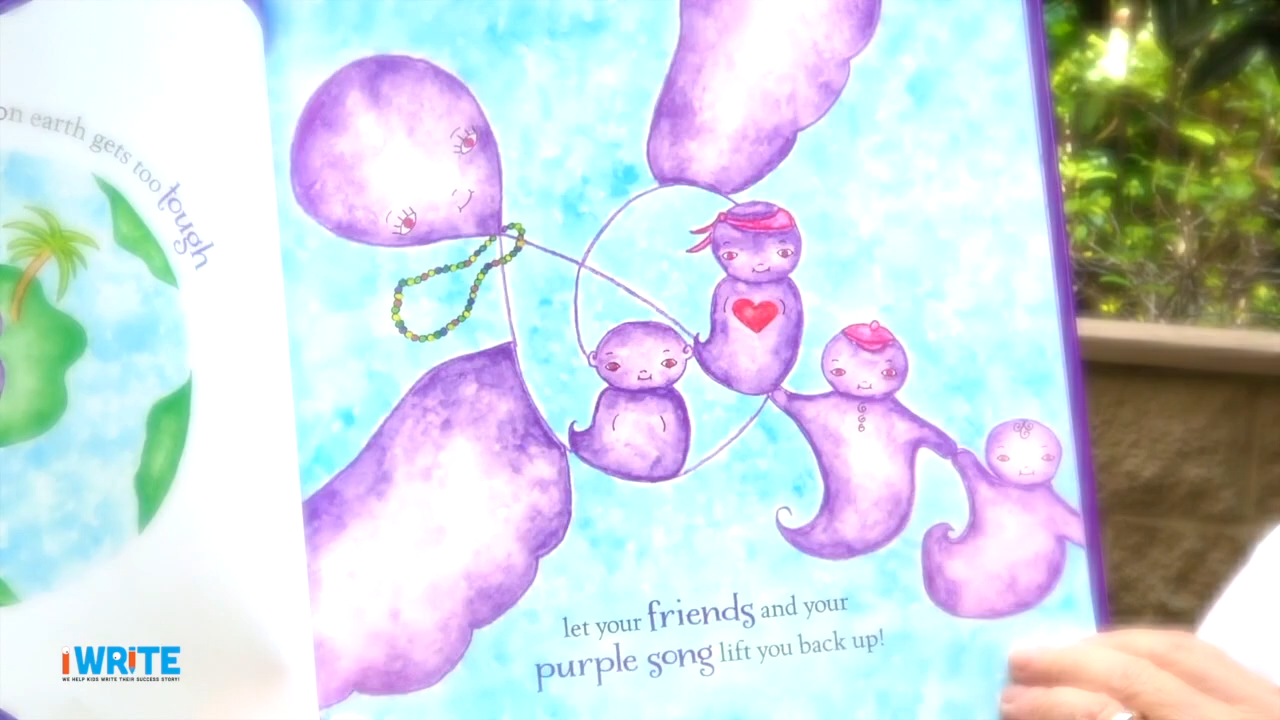 on earth gets too tough
let your friends and your
purple song lift you back up!
iWRiTE
WE HELP KIDS WRITE THEIR SUCCESS STORY!